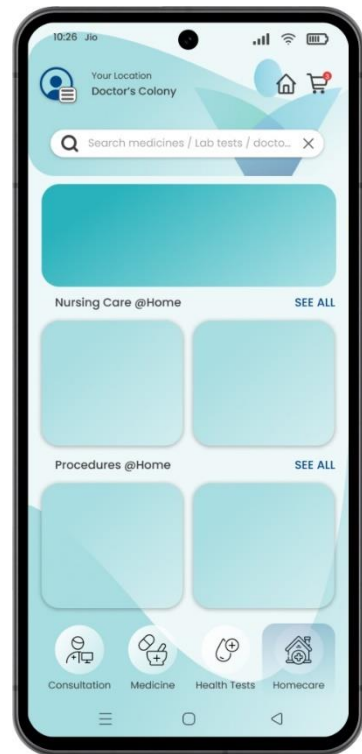 10:26 Jio
Your Location
Doctor's Colony
Search medicines / Lab tests / docto...
Nursing Care @Home SEE ALL
Procedures @Home SEE ALL
Consultation Medicine Health Tests Homecare